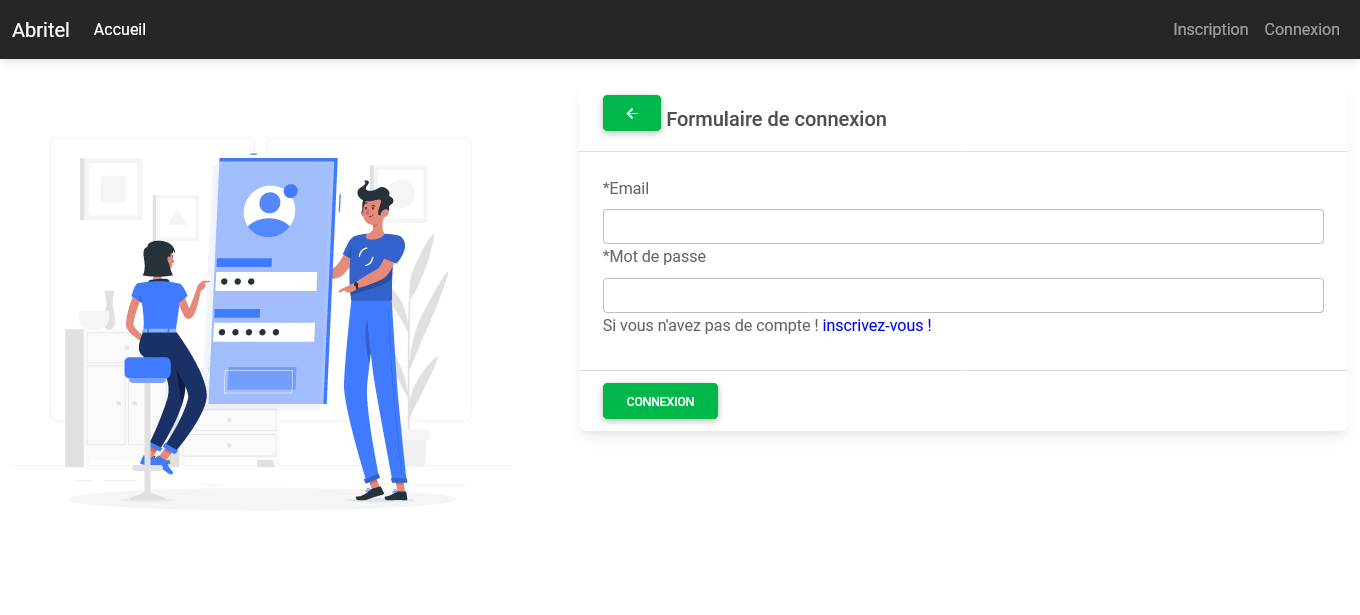 Abritel Accueil Inscription Connexion
Formulaire de connexion
*Email
*Mot de passe
Si vous n'avez pas de compte ! inscrivez-vous !
CONNEXION